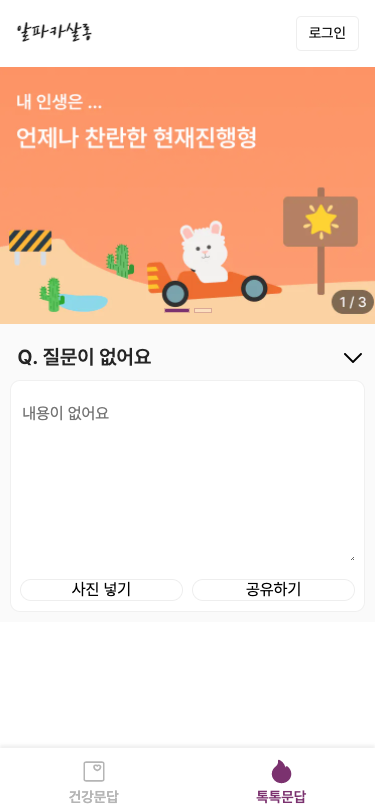 알파카살롱
로그인
내 인생은 ...
언제나 찬란한 현재진행형
1 / 3
Q. 질문이 없어요
내용이 없어요
사진 넣기
공유하기
건강문답
톡톡문답